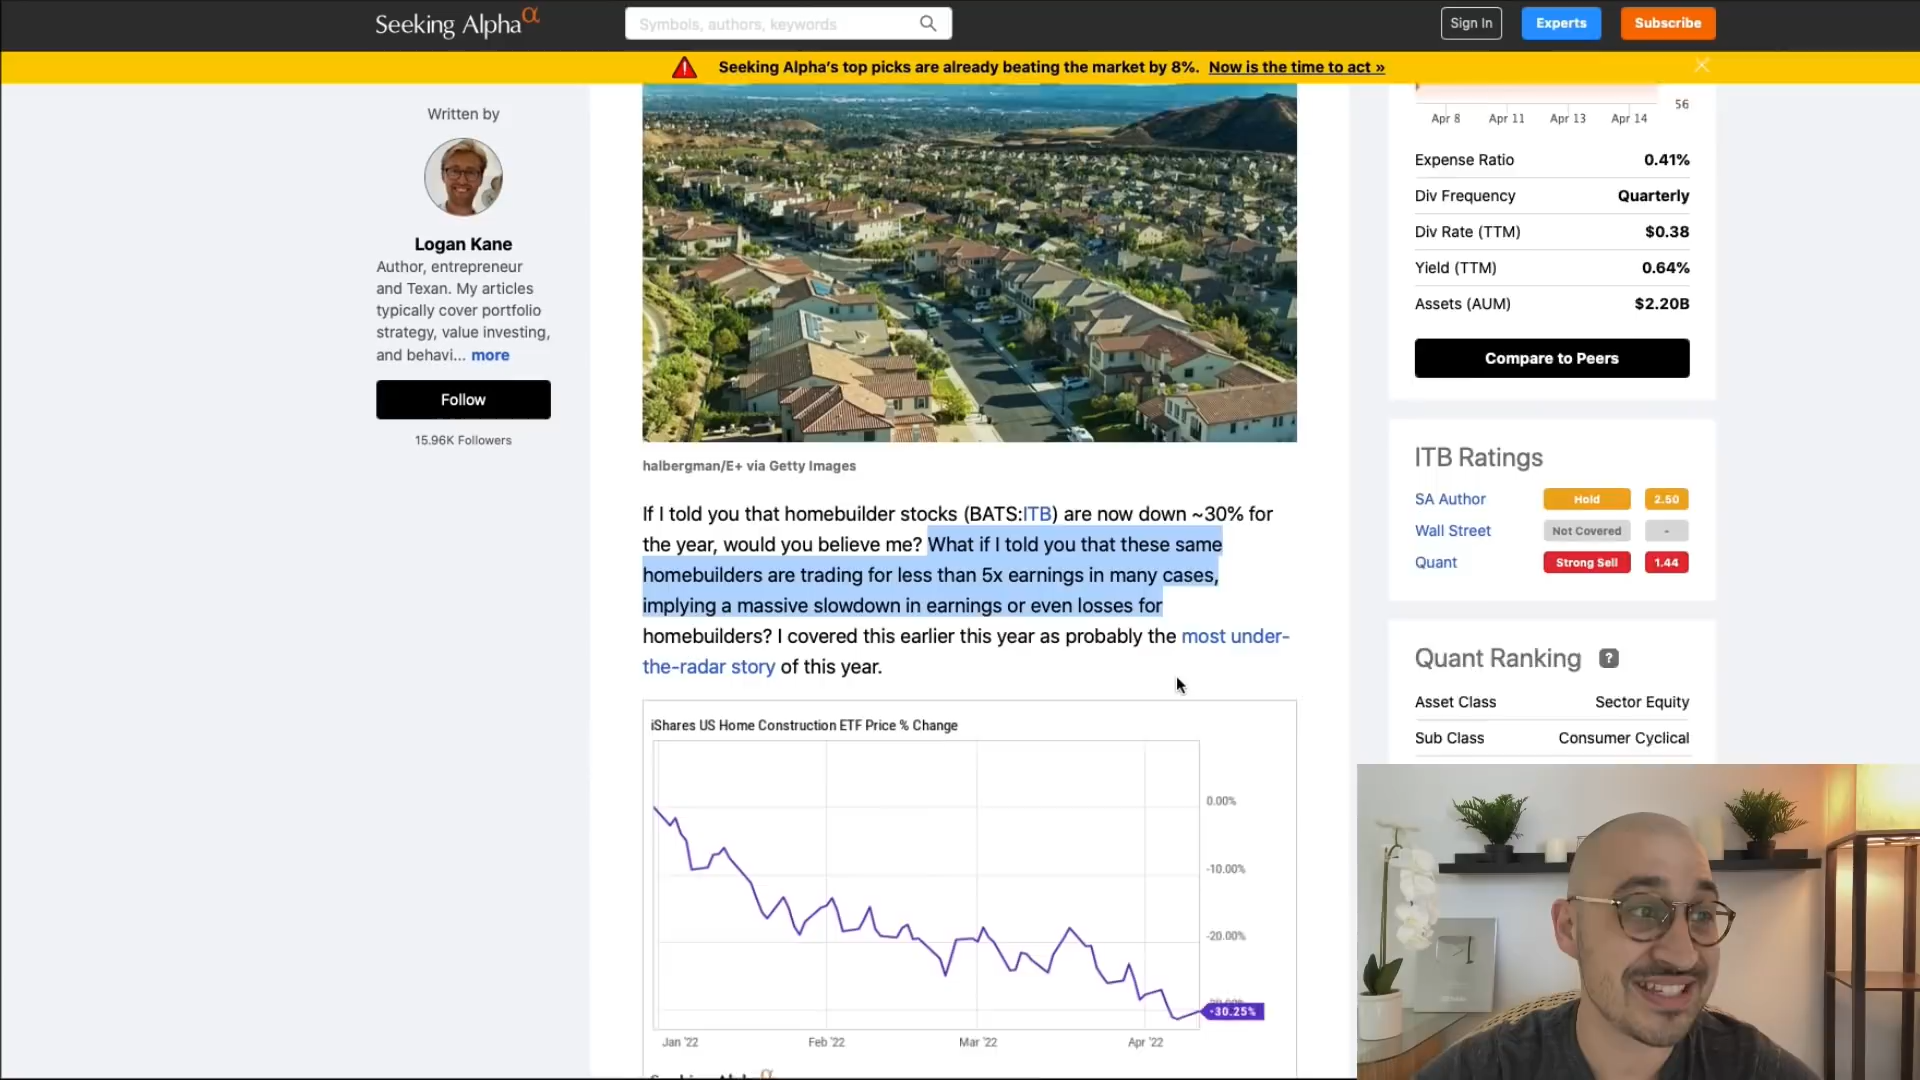 Seeking Alpha α
Symbols, authors, keywords
Sign In
Experts
Subscribe
Seeking Alpha's top picks are already beating the market by 8%. Now is the time to act »
Written by
Logan Kane
Author, entrepreneur
and Texan. My articles
typically cover portfolio
strategy, value investing,
and behavi... more
Follow
15.96K Followers
halbergman/E+ via Getty Images
If I told you that homebuilder stocks (BATS:ITB) are now down ~30% for
the year, would you believe me? What if I told you that these same
homebuilders are trading for less than 5x earnings in many cases,
implying a massive slowdown in earnings or even losses for
homebuilders? I covered this earlier this year as probably the most under-
the-radar story of this year.
iShares US Home Construction ETF Price % Change
0.00%
-10.00%
-20.00%
-30.25%
Jan '22
Feb '22
Mar '22
Apr '22
56
Apr 8
Apr 11
Apr 13
Apr 14
Expense Ratio 0.41%
Div Frequency Quarterly
Div Rate (TTM) $0.38
Yield (TTM) 0.64%
Assets (AUM) $2.20B
Compare to Peers
ITB Ratings
SA Author Hold 2.50
Wall Street Not Covered -
Quant Strong Sell 1.44
Quant Ranking ?
Asset Class Sector Equity
Sub Class Consumer Cyclical